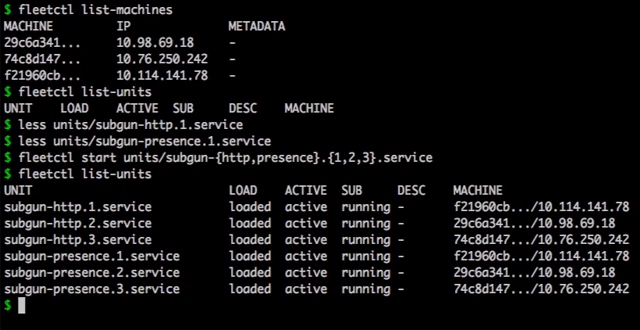 $ fleetctl list-machines
MACHINE IP METADATA
29c6a341... 10.98.69.18 -
74c8d147... 10.76.250.242 -
f21960cb... 10.114.141.78 -
$ fleetctl list-units
UNIT LOAD ACTIVE SUB DESC MACHINE
$ less units/subgun-http.1.service
$ less units/subgun-presence.1.service
$ fleetctl start units/subgun-{http,presence}.{1,2,3}.service
$ fleetctl list-units
UNIT LOAD ACTIVE SUB DESC MACHINE
subgun-http.1.service loaded active running - f21960cb.../10.114.141.78
subgun-http.2.service loaded active running - 29c6a341.../10.98.69.18
subgun-http.3.service loaded active running - 74c8d147.../10.76.250.242
subgun-presence.1.service loaded active running - f21960cb.../10.114.141.78
subgun-presence.2.service loaded active running - 29c6a341.../10.98.69.18
subgun-presence.3.service loaded active running - 74c8d147.../10.76.250.242
$